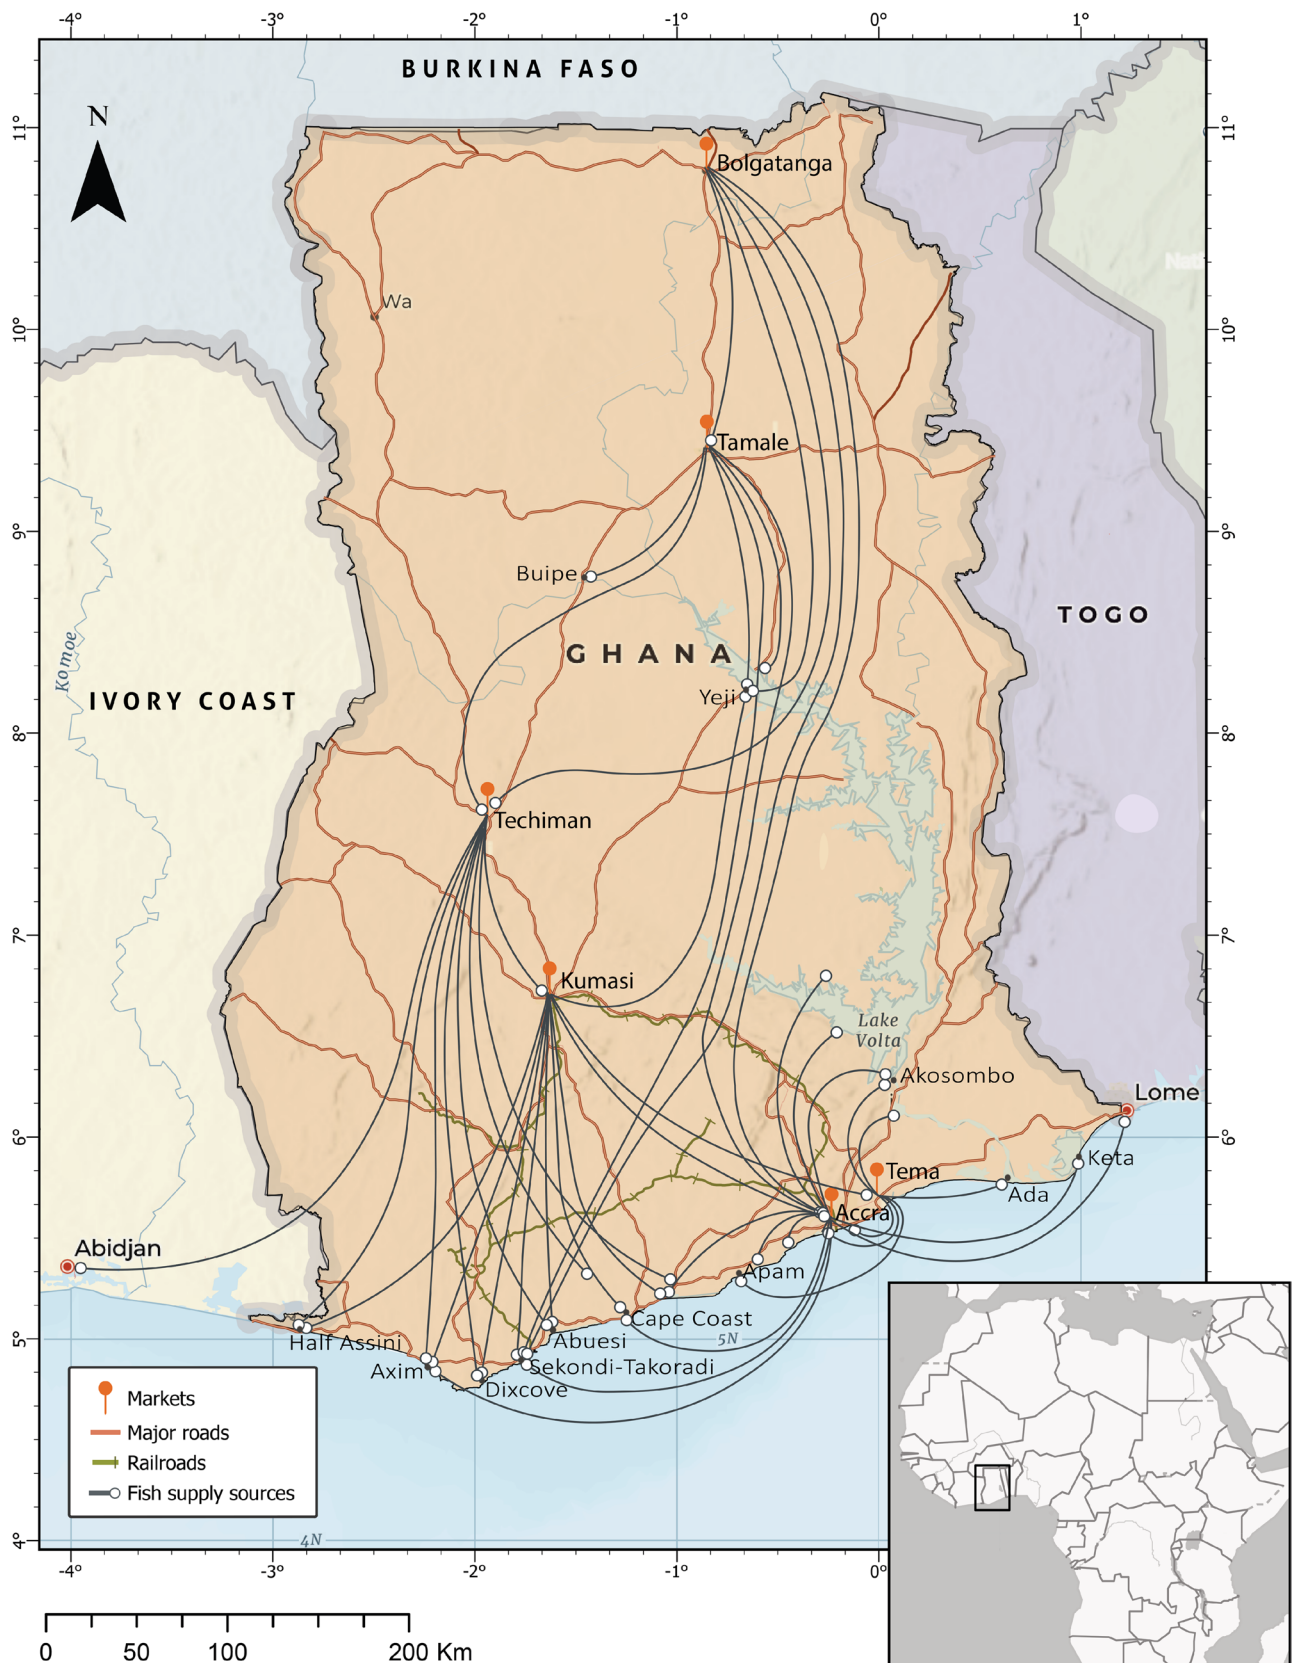 -4°
-3°
-2°
-1°
0°
1°
BURKINA FASO
N
11°
11°
Bolgatanga
Wa
10°
10°
Tamale
9°
9°
Buipe
GHANA
TOGO
Komoe
IVORY COAST
Yeji
8°
8°
Techiman
7°
7°
Kumasi
Lake
Volta
Akosombo
Lome
6°
6°
Keta
Tema
Ada
Accra
Abidjan
Apam
Cape Coast
5N
Half Assini
Abuesi
5°
Axim
Sekondi-Takoradi
Dixcove
Markets
Major roads
Railroads
Fish supply sources
4°
4N
-4°
-3°
-2°
-1°
0°
0
50
100
200 Km